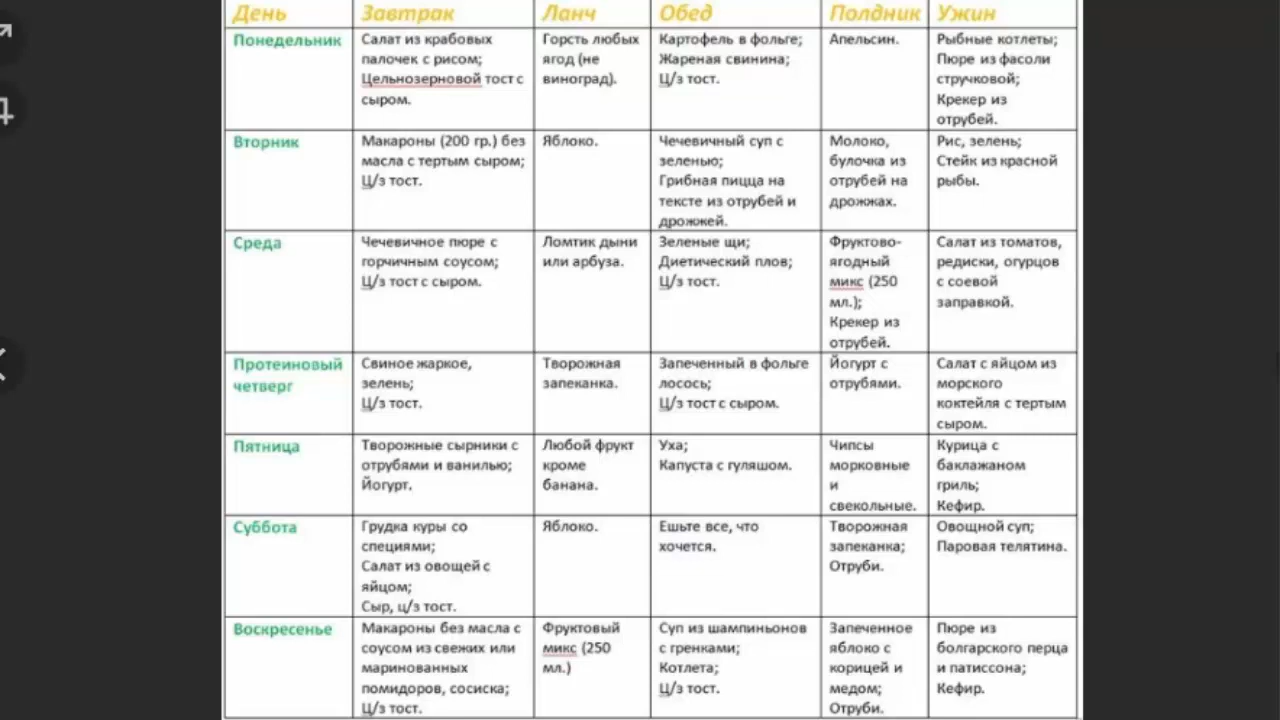 День Завтрак Ланч Обед Полдник Ужин
Понедельник
Салат из крабовых
палочек с рисом;
Цельнозерновой тост с
сыром.
Горсть любых
ягод (не
виноград).
Картофель в фольге;
Жареная свинина;
Ц/з тост.
Апельсин.
Рыбные котлеты;
Пюре из фасоли
стручковой;
Крекер из
отрубей.
Вторник
Макароны (200 гр.) без
масла с тертым сыром;
Ц/з тост.
Яблоко.
Чечевичный суп с
зеленью;
Грибная пицца на
тексте из отрубей и
дрожжей.
Молоко,
булочка из
отрубей на
дрожжах.
Рис, зелень;
Стейк из красной
рыбы.
Среда
Чечевичное пюре с
горчичным соусом;
Ц/з тост с сыром.
Ломтик дыни
или арбуза.
Зеленые щи;
Диетический плов;
Ц/з тост.
Фруктово-
ягодный
микс (250
мл.);
Крекер из
отрубей.
Салат из томатов,
редиски, огурцов
с соевой
заправкой.
Протеиновый
четверг
Свиное жаркое,
зелень;
Ц/з тост.
Творожная
запеканка.
Запеченный в фольге
лосось;
Ц/з тост с сыром.
Йогурт с
отрубями.
Салат с яйцом из
морского
коктейля с тертым
сыром.
Пятница
Творожные сырники с
отрубями и ванилью;
Йогурт.
Любой фрукт
кроме
банана.
Уха;
Капуста с гуляшом.
Чипсы
морковные
и
свекольные.
Курица с
баклажаном
гриль;
Кефир.
Суббота
Грудка куры со
специями;
Салат из овощей с
яйцом;
Сыр, ц/з тост.
Яблоко.
Ешьте все, что
хочется.
Творожная
запеканка;
Отруби.
Овощной суп;
Паровая телятина.
Воскресенье
Макароны без масла с
соусом из свежих или
маринованных
помидоров, сосиска;
Ц/з тост.
Фруктовый
микс (250
мл.)
Суп из шампиньонов
с гренками;
Котлета;
Ц/з тост.
Запеченное
яблоко с
корицей и
медом;
Отруби.
Пюре из
болгарского перца
и патиссона;
Кефир.